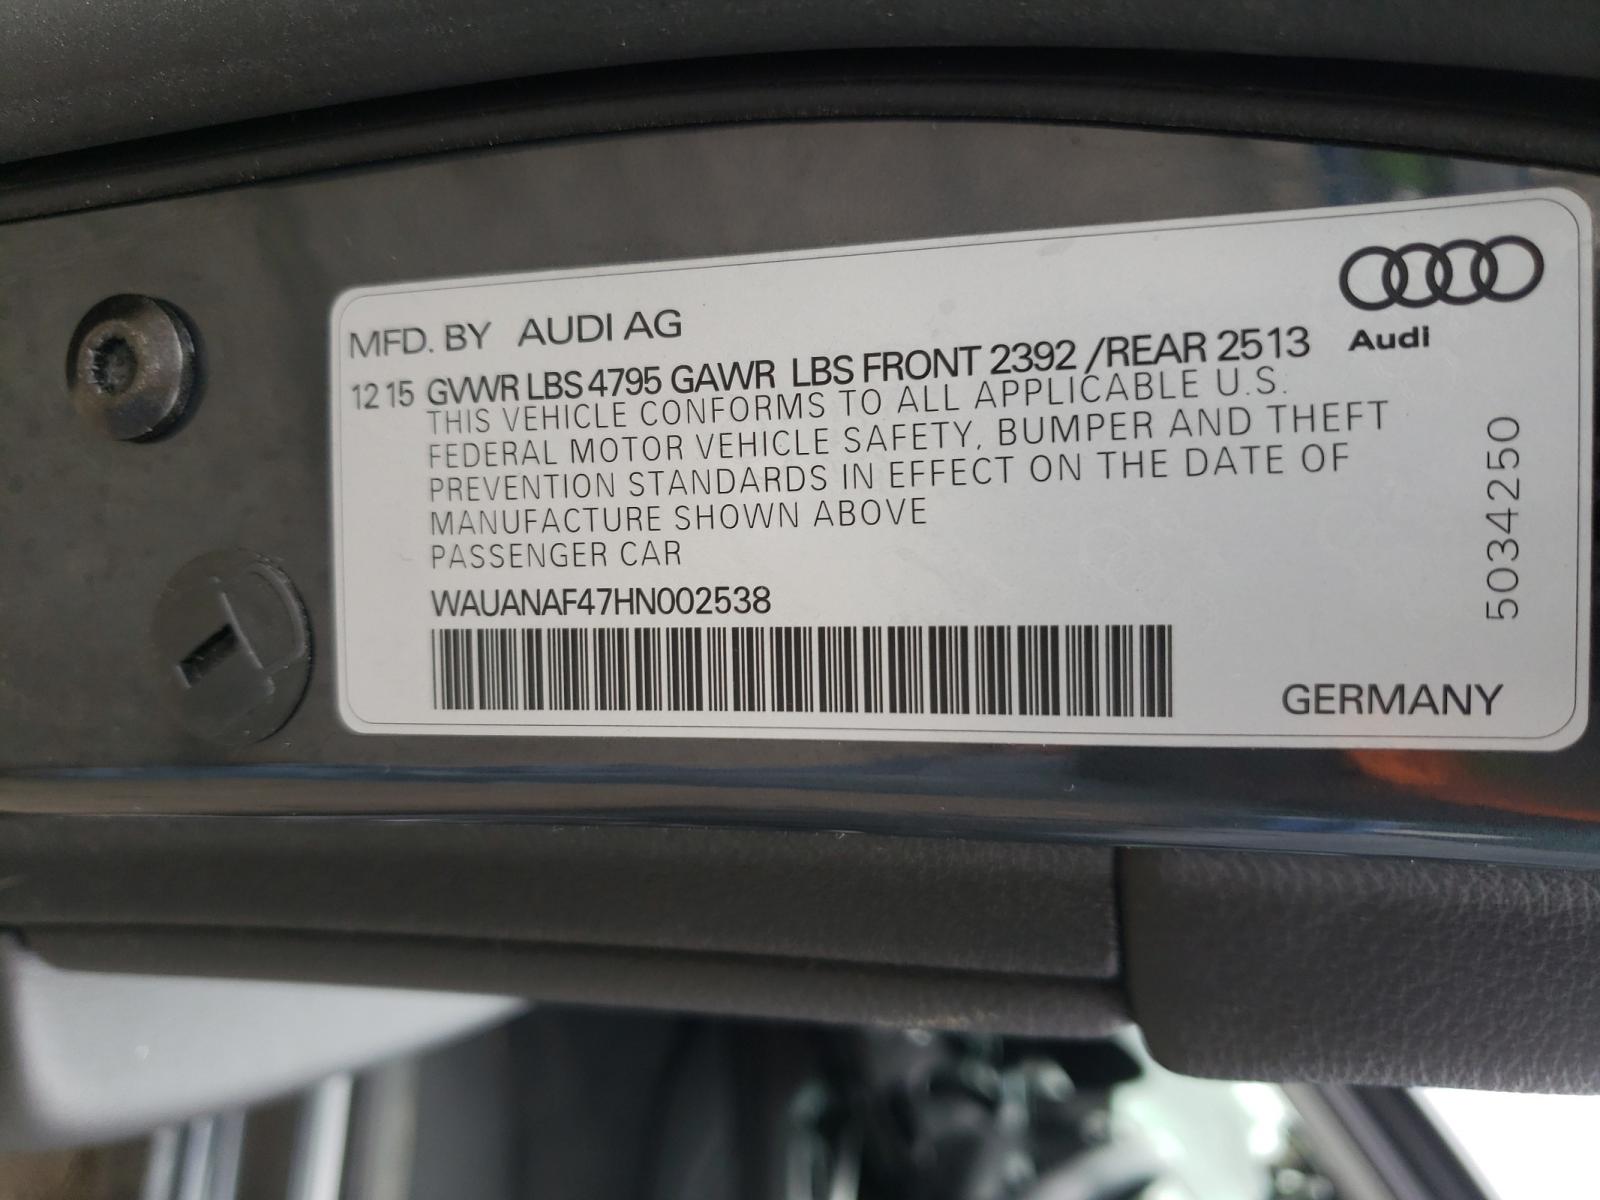 MFD. BY AUDI AG
12 15 GVWR LBS 4795 GAWR LBS FRONT 2392 /REAR 2513
THIS VEHICLE CONFORMS TO ALL APPLICABLE U.S.
FEDERAL MOTOR VEHICLE SAFETY, BUMPER AND THEFT
PREVENTION STANDARDS IN EFFECT ON THE DATE OF
MANUFACTURE SHOWN ABOVE
PASSENGER CAR
WAUANAF47HN002538
Audi
5034250
GERMANY